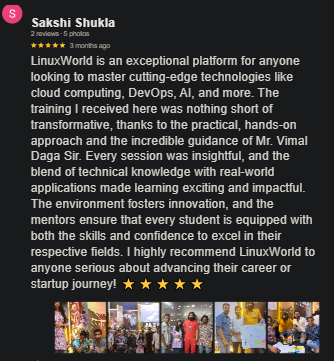 S
Sakshi Shukla
2 reviews · 5 photos
★★★★★ 3 months ago
LinuxWorld is an exceptional platform for anyone
looking to master cutting-edge technologies like
cloud computing, DevOps, AI, and more. The
training I received here was nothing short of
transformative, thanks to the practical, hands-on
approach and the incredible guidance of Mr. Vimal
Daga Sir. Every session was insightful, and the
blend of technical knowledge with real-world
applications made learning exciting and impactful.
The environment fosters innovation, and the
mentors ensure that every student is equipped with
both the skills and confidence to excel in their
respective fields. I highly recommend LinuxWorld to
anyone serious about advancing their career or
startup journey! ⭐⭐⭐⭐⭐